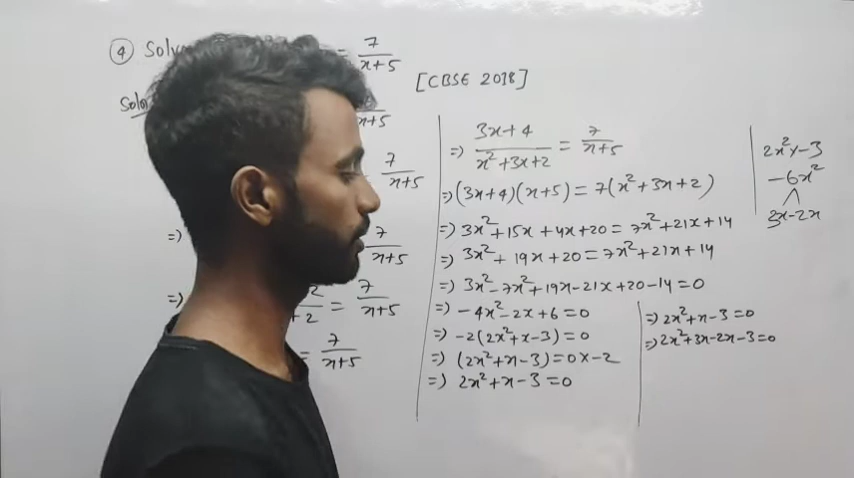 ④ Solv = 7/(x+5)
[CBSE 2018]
Soln x+5
7/(x+5)
=) 7/(x+5)
=) 2 = 7/(x+5)
= 7/(x+5)
=) (3x+4)/(x²+3x+2) = 7/(x+5)
=) (3x+4)(x+5) = 7(x²+3x+2)
=) 3x²+15x+4x+20 = 7x²+21x+14
=) 3x²+19x+20 = 7x²+21x+14
=) 3x²-7x²+19x-21x+20-14 = 0
=) -4x²-2x+6 = 0
=) -2(2x²+x-3) = 0
=) (2x²+x-3) = 0x-2
=) 2x²+x-3 = 0
=) 2x²+x-3 = 0
=) 2x²+3x-2x-3 = 0
2x²x-3
-6x²
3x-2x